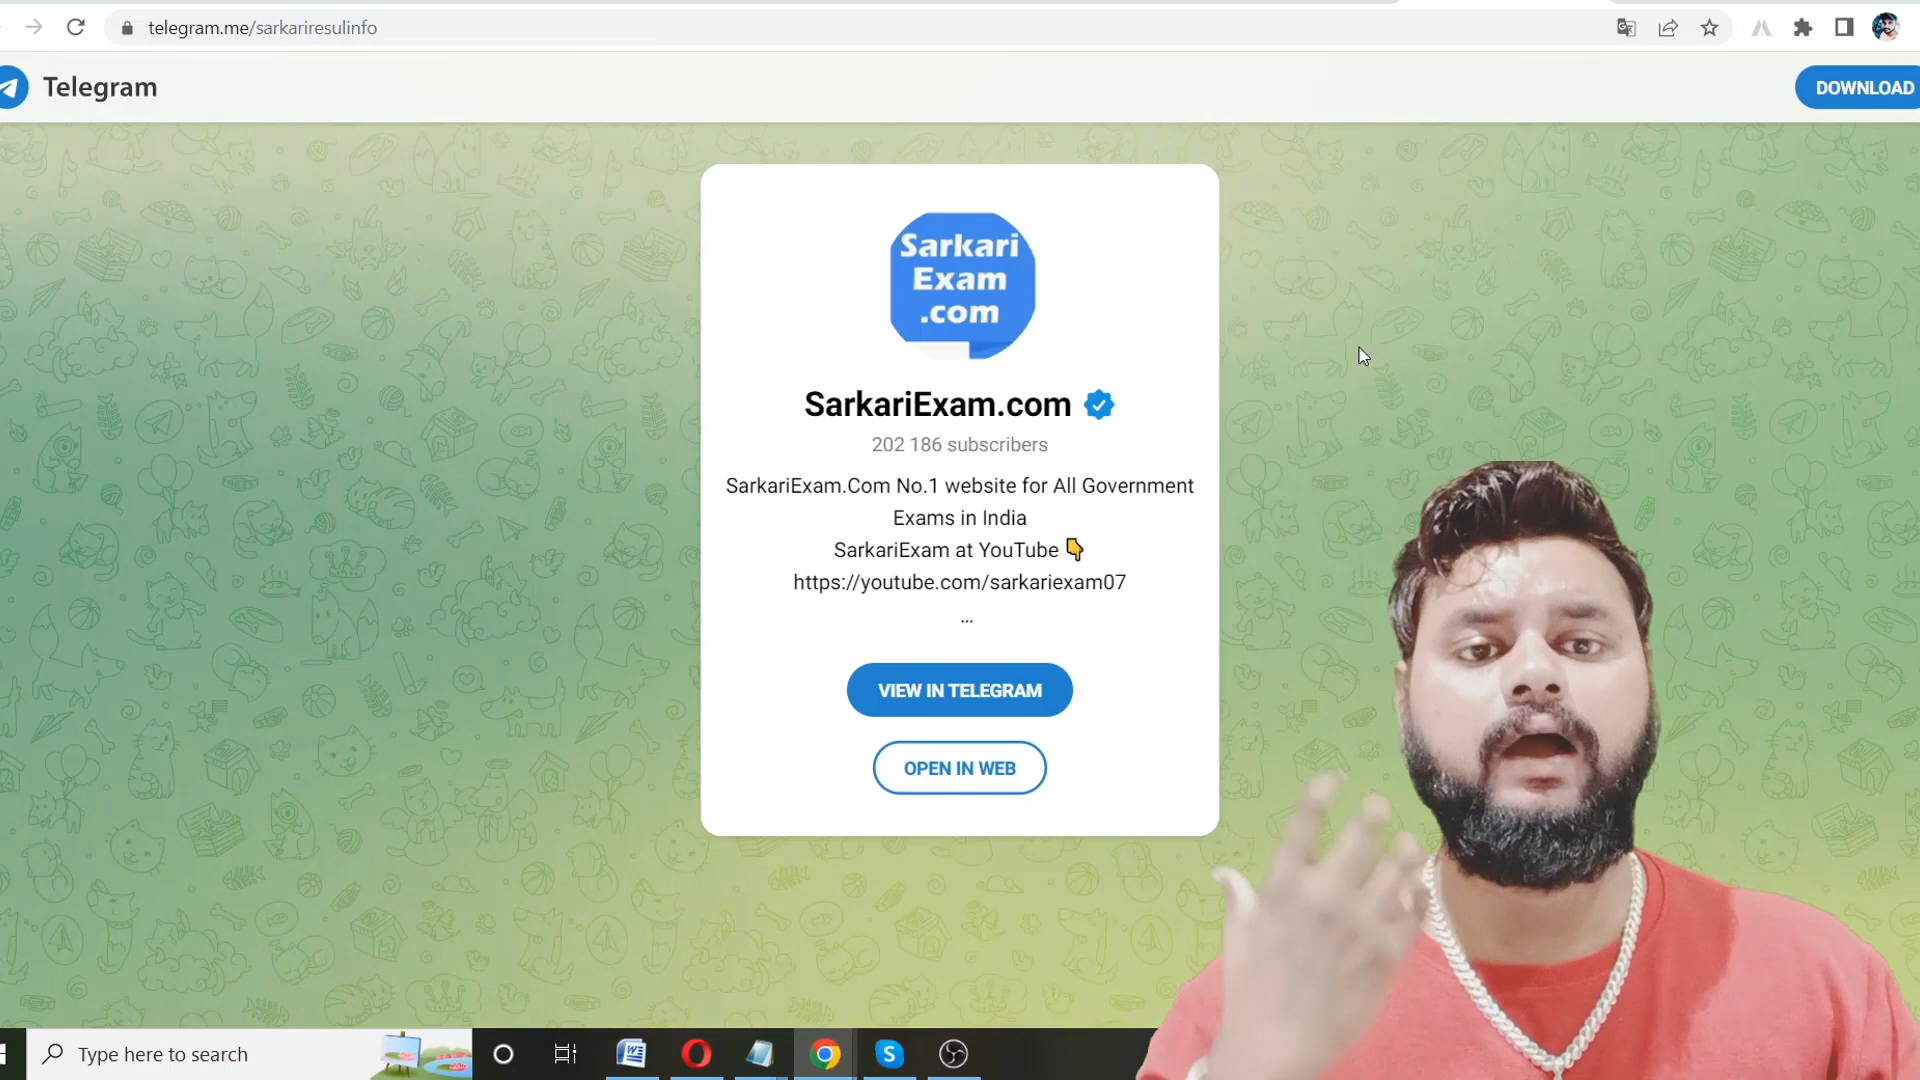 telegram.me/sarkariresulinfo
Telegram
DOWNLOAD
Sarkari
Exam
.com
SarkariExam.com
202 186 subscribers
SarkariExam.Com No.1 website for All Government
Exams in India
SarkariExam at YouTube 👇
https://youtube.com/sarkariexam07
...
VIEW IN TELEGRAM
OPEN IN WEB
Type here to search